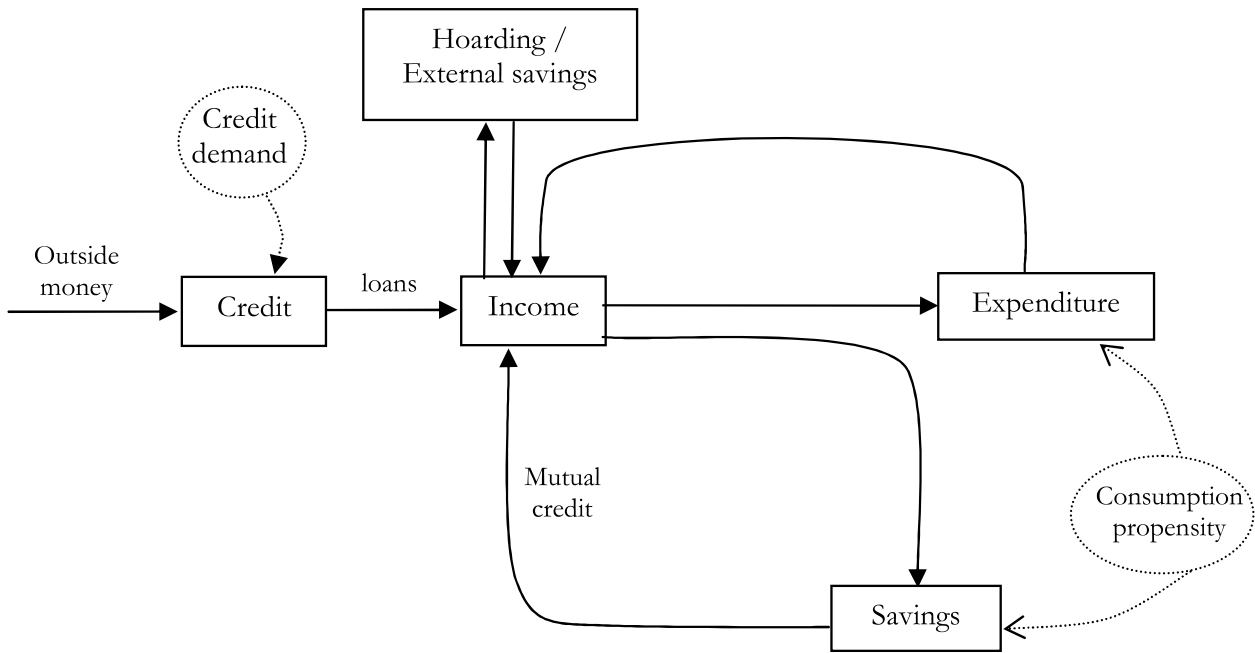 Hoarding /
External savings
Credit
demand
Outside
money
Credit
loans
Income
Expenditure
Mutual
credit
Consumption
propensity
Savings